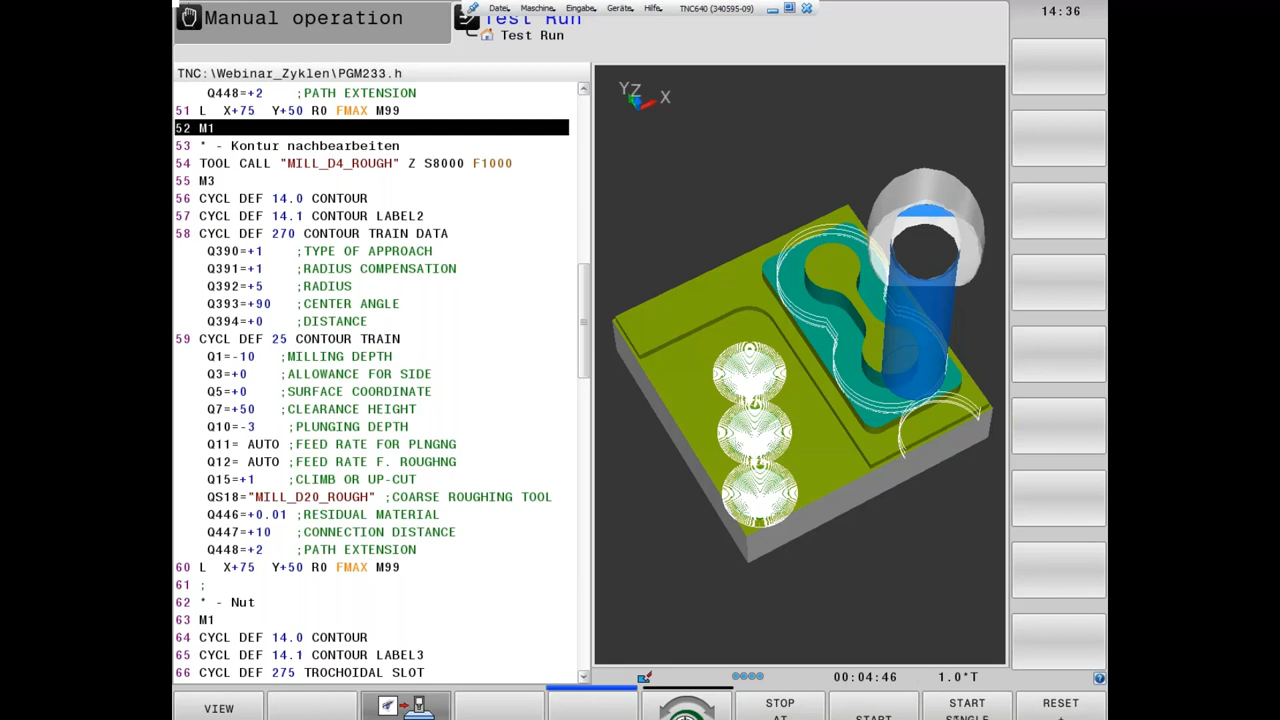 Manual operation
Datei Maschine Eingabe Geräte Hilfe TNC640 (340595-09)
Test Run
Test Run
14:36
TNC:\Webinar_Zyklen\PGM233.h
Q448=+2 ;PATH EXTENSION
51 L X+75 Y+50 R0 FMAX M99
52 M1
53 * - Kontur nachbearbeiten
54 TOOL CALL "MILL_D4_ROUGH" Z S8000 F1000
55 M3
56 CYCL DEF 14.0 CONTOUR
57 CYCL DEF 14.1 CONTOUR LABEL2
58 CYCL DEF 270 CONTOUR TRAIN DATA
Q390=+1 ;TYPE OF APPROACH
Q391=+1 ;RADIUS COMPENSATION
Q392=+5 ;RADIUS
Q393=+90 ;CENTER ANGLE
Q394=+0 ;DISTANCE
59 CYCL DEF 25 CONTOUR TRAIN
Q1=-10 ;MILLING DEPTH
Q3=+0 ;ALLOWANCE FOR SIDE
Q5=+0 ;SURFACE COORDINATE
Q7=+50 ;CLEARANCE HEIGHT
Q10=-3 ;PLUNGING DEPTH
Q11= AUTO ;FEED RATE FOR PLNGNG
Q12= AUTO ;FEED RATE F. ROUGHNG
Q15=+1 ;CLIMB OR UP-CUT
QS18="MILL_D20_ROUGH" ;COARSE ROUGHING TOOL
Q446=+0.01 ;RESIDUAL MATERIAL
Q447=+10 ;CONNECTION DISTANCE
Q448=+2 ;PATH EXTENSION
60 L X+75 Y+50 R0 FMAX M99
61 ;
62 * - Nut
63 M1
64 CYCL DEF 14.0 CONTOUR
65 CYCL DEF 14.1 CONTOUR LABEL3
66 CYCL DEF 275 TROCHOIDAL SLOT
Y Z X
00:04:46 1.0*T
VIEW
STOP
AT
START
START
SINGLE
RESET
+